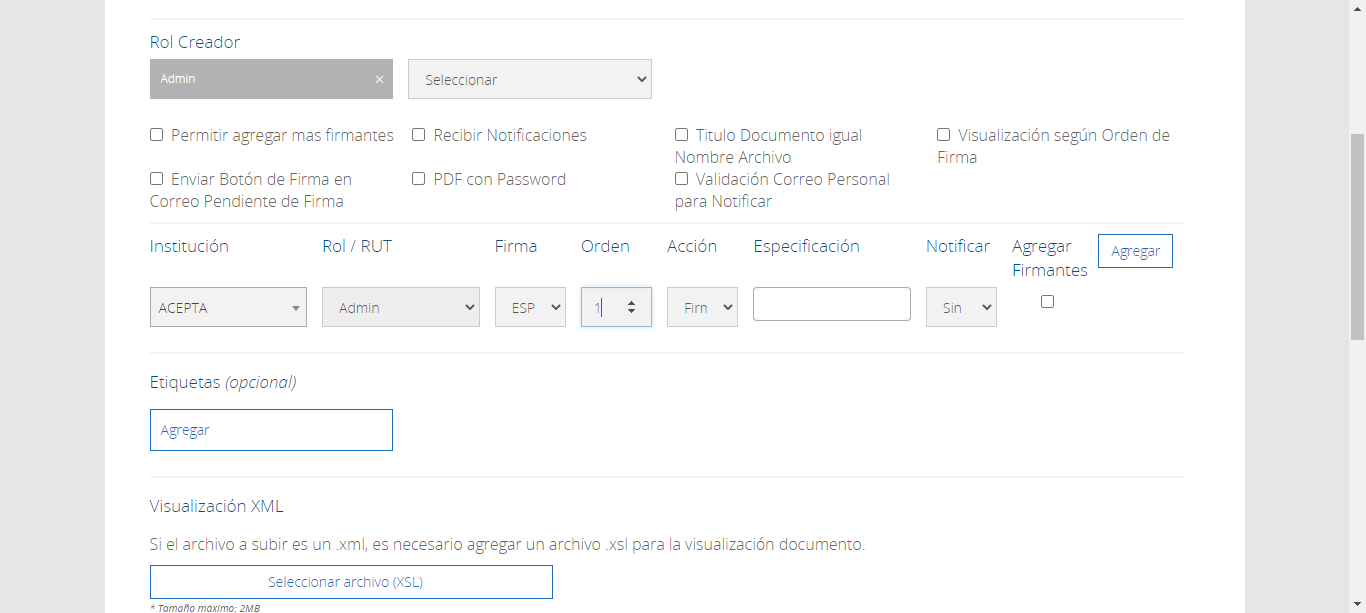 Rol Creador
Admin ×
Seleccionar
Permitir agregar mas firmantes
Recibir Notificaciones
Titulo Documento igual
Nombre Archivo
Visualización según Orden de
Firma
Enviar Botón de Firma en
Correo Pendiente de Firma
PDF con Password
Validación Correo Personal
para Notificar
Institución
Rol / RUT
Firma
Orden
Acción
Especificación
Notificar
Agregar
Firmantes
Agregar
ACEPTA
Admin
ESP
1
Firn
Sin
Etiquetas (opcional)
Agregar
Visualización XML
Si el archivo a subir es un .xml, es necesario agregar un archivo .xsl para la visualización documento.
Seleccionar archivo (XSL)
* Tamaño máximo: 2MB